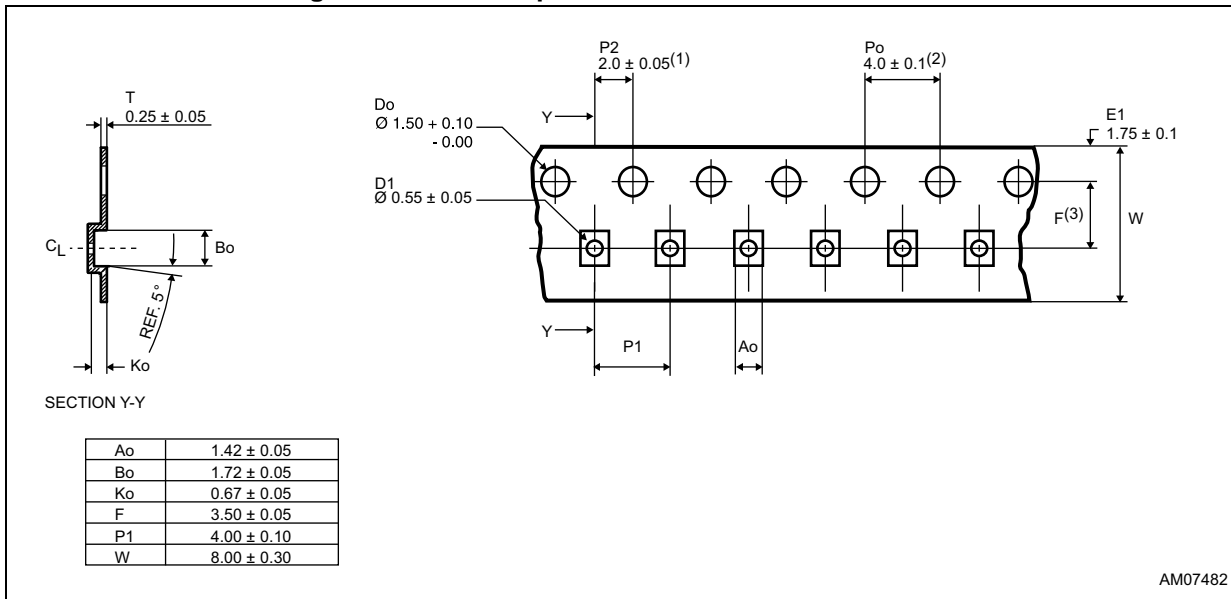 P2
2.0 ± 0.05(1)
Po
4.0 ± 0.1(2)
T
0.25 ± 0.05
Do
Ø 1.50 + 0.10
- 0.00
Y
E1
1.75 ± 0.1
D1
Ø 0.55 ± 0.05
F(3)
W
CL
Bo
REF. 5°
Y
P1
Ao
Ko
SECTION Y-Y
Ao 1.42 ± 0.05
Bo 1.72 ± 0.05
Ko 0.67 ± 0.05
F 3.50 ± 0.05
P1 4.00 ± 0.10
W 8.00 ± 0.30
AM07482